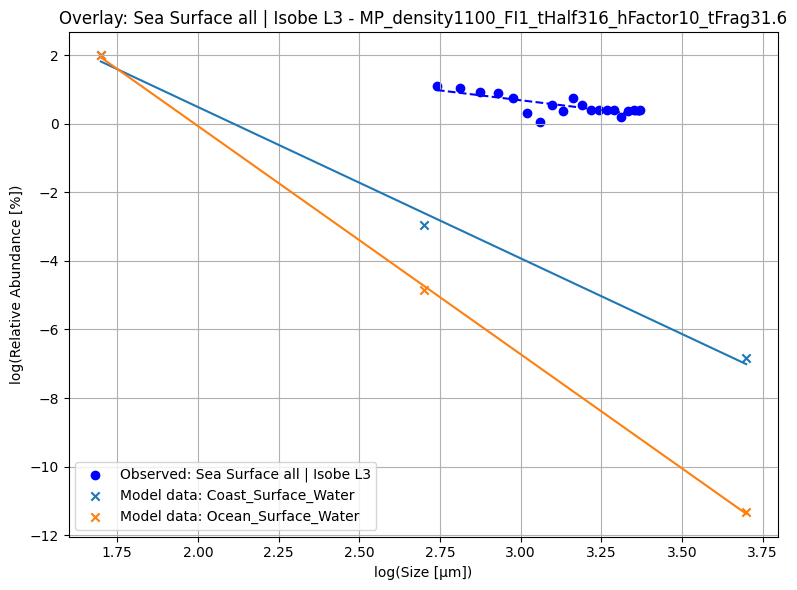 Overlay: Sea Surface all | Isobe L3 - MP_density1100_FI1_tHalf316_hFactor10_tFrag31.6
log(Relative Abundance [%])
2
0
−2
−4
−6
−8
−10
−12
Observed: Sea Surface all | Isobe L3
Model data: Coast_Surface_Water
Model data: Ocean_Surface_Water
1.75 2.00 2.25 2.50 2.75 3.00 3.25 3.50 3.75
log(Size [μm])